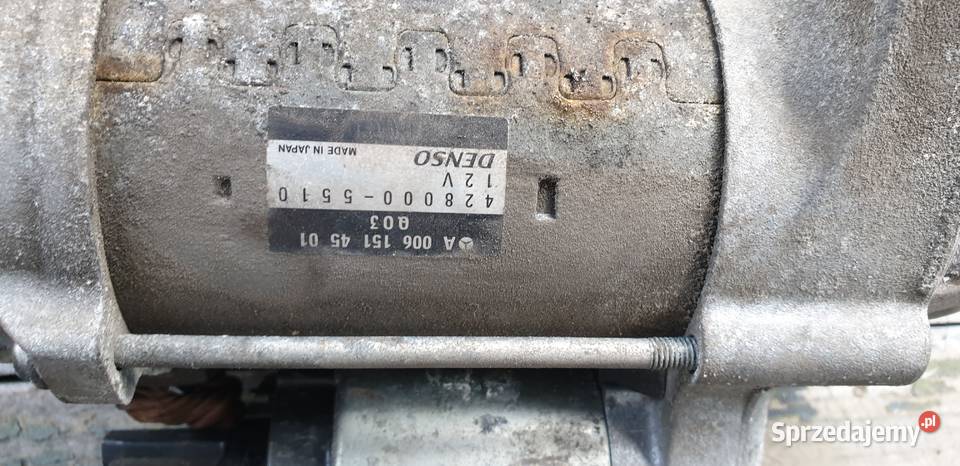 A 006 151 45 01
Q03
428000-5510
12V
DENSO MADE IN JAPAN
Sprzedajemy.pl